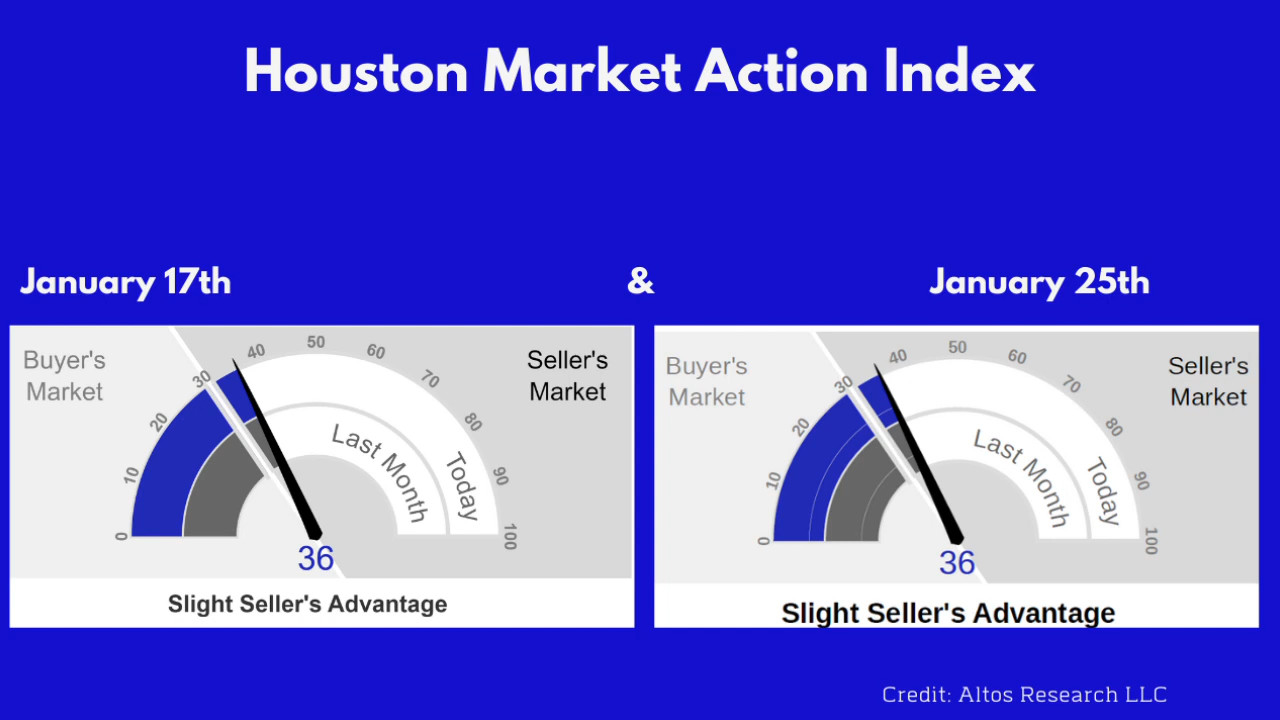 Houston Market Action Index
January 17th & January 25th
Buyer's
Market
Seller's
Market
0
10
20
30
40
50
60
70
80
90
100
Last Month
Today
36
Slight Seller's Advantage
Buyer's
Market
Seller's
Market
0
10
20
30
40
50
60
70
80
90
100
Last Month
Today
36
Slight Seller's Advantage
Credit: Altos Research LLC